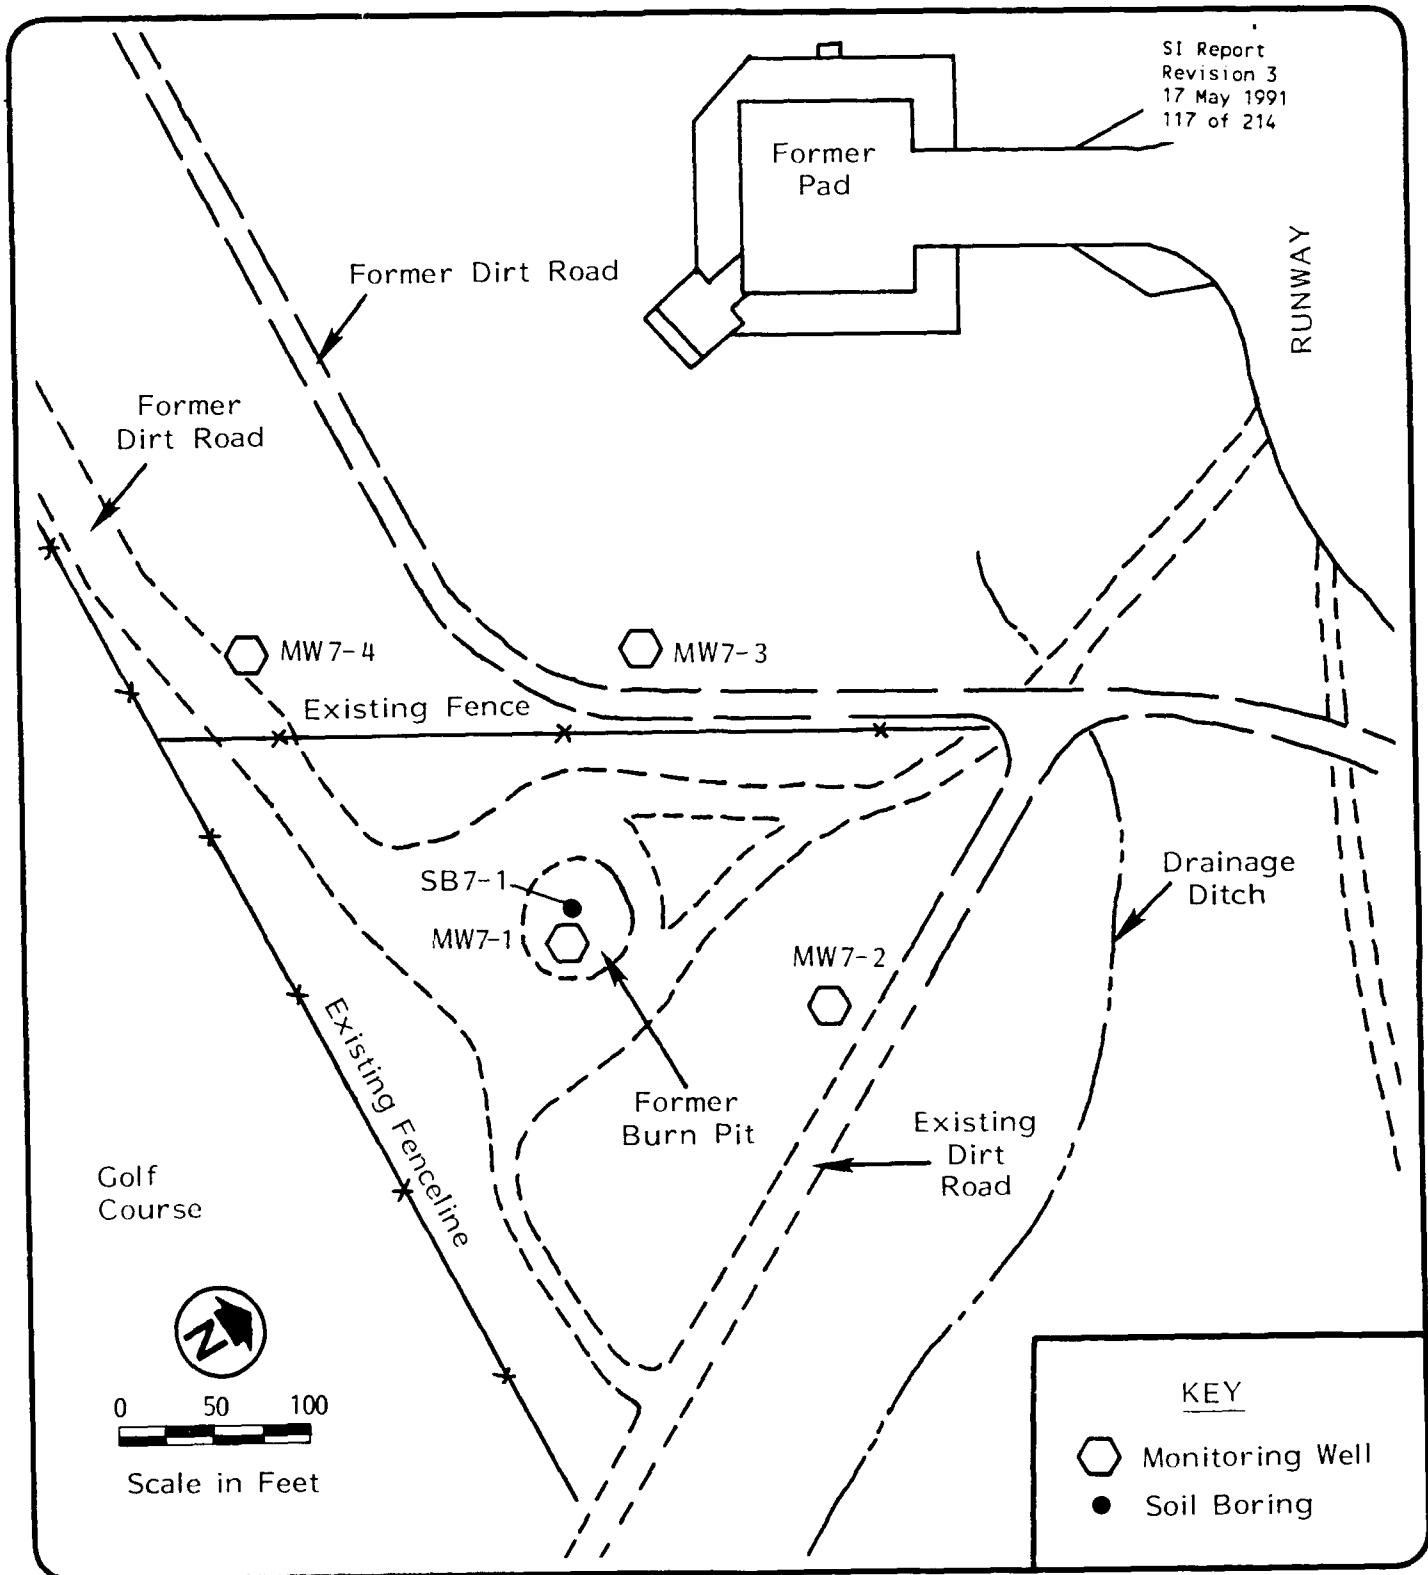 SI Report
Revision 3
17 May 1991
117 of 214
Former
Pad
RUNWAY
Former Dirt Road
Former
Dirt Road
MW7-4
MW7-3
Existing Fence
SB7-1
MW7-1
MW7-2
Drainage
Ditch
Existing Fenceline
Former
Burn Pit
Existing
Dirt
Road
Golf
Course
N
0 50 100
Scale in Feet
KEY
Monitoring Well
Soil Boring